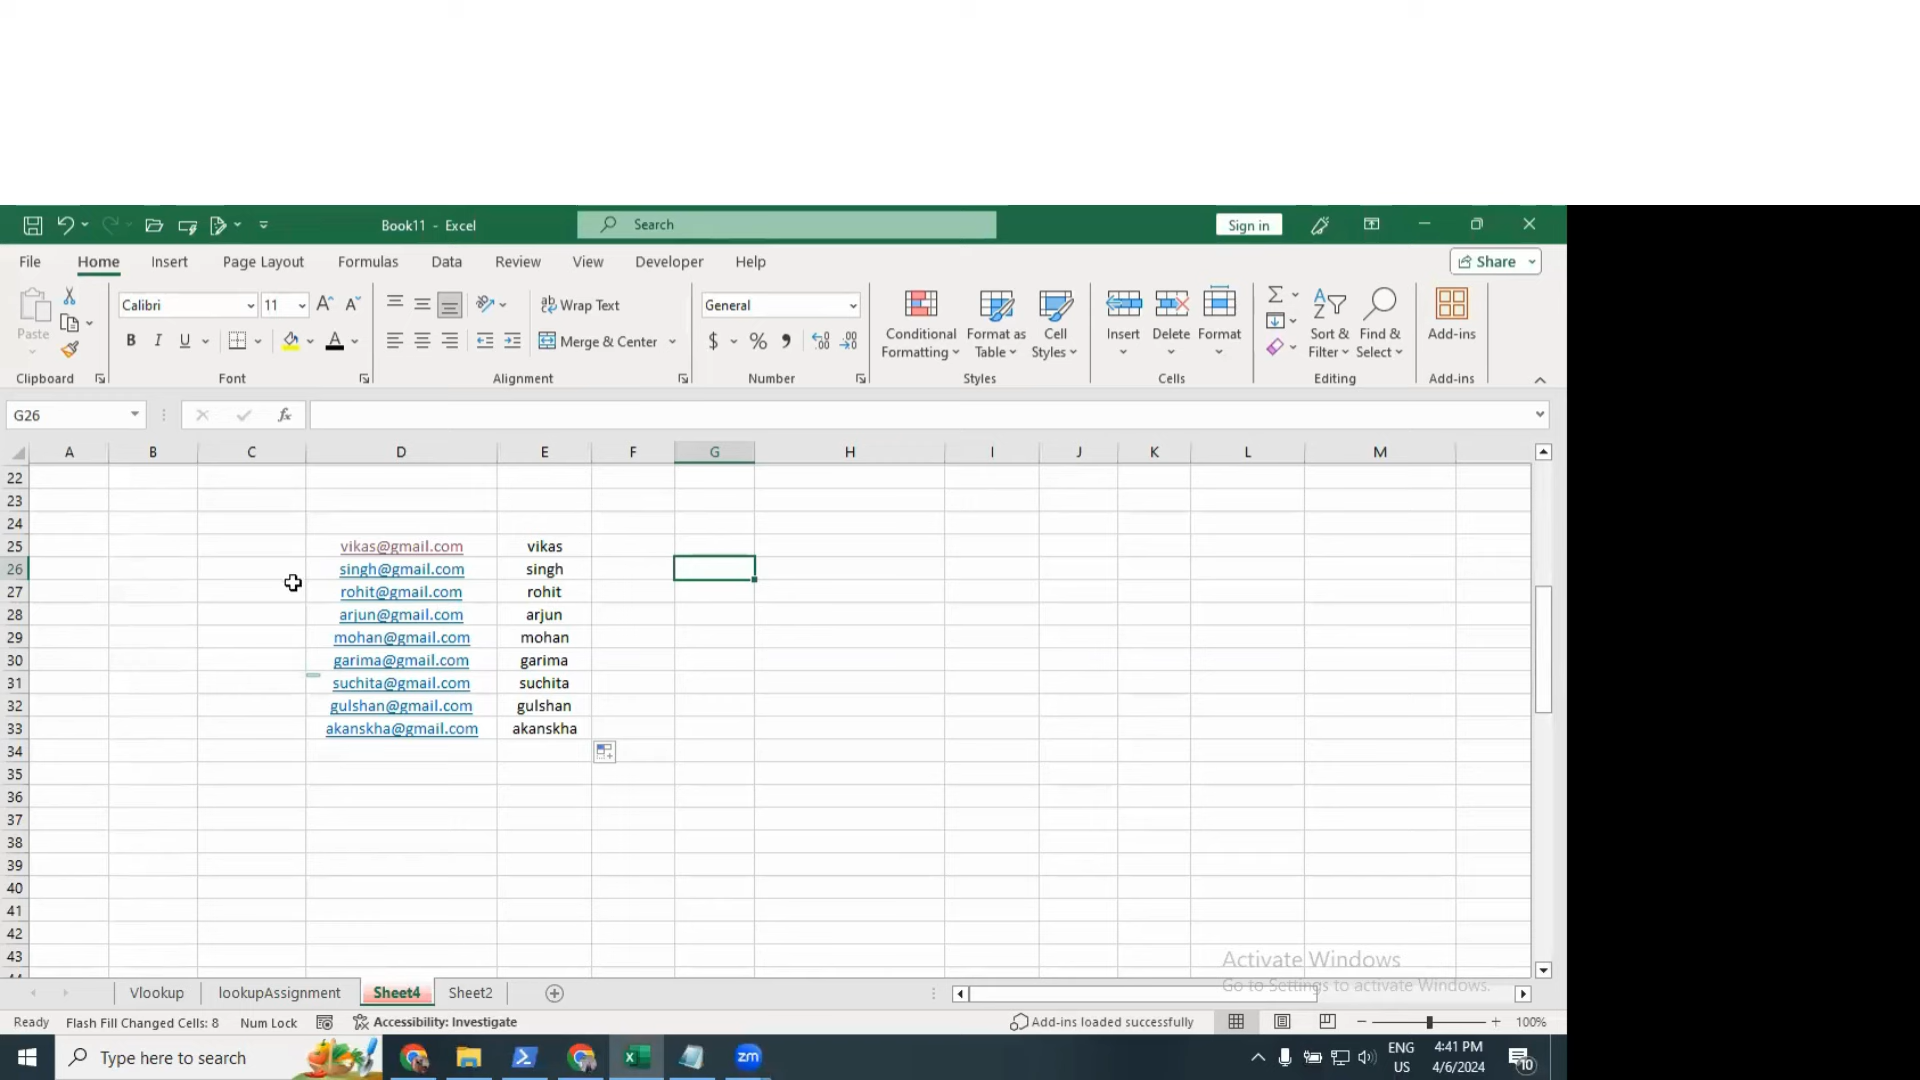 Book11 - Excel
Search
Sign in
File Home Insert Page Layout Formulas Data Review View Developer Help
Share
Paste
Calibri
11
Wrap Text
Merge & Center
General
Conditional Formatting
Format as Table
Cell Styles
Insert
Delete
Format
Sort & Filter
Find & Select
Add-ins
Clipboard
Font
Alignment
Number
Styles
Cells
Editing
Add-ins
G26
fx
A B C D E F G H I J K L M
22
23
24
25 vikas@gmail.com vikas
26 singh@gmail.com singh
27 rohit@gmail.com rohit
28 arjun@gmail.com arjun
29 mohan@gmail.com mohan
30 garima@gmail.com garima
31 suchita@gmail.com suchita
32 gulshan@gmail.com gulshan
33 akanskha@gmail.com akanskha
34
35
36
37
38
39
40
41
42
43
44
Activate Windows
Go to Settings to activate Windows.
Vlookup lookupAssignment Sheet4 Sheet2
Ready Flash Fill Changed Cells: 8 Num Lock Accessibility: Investigate
Add-ins loaded successfully
100%
Type here to search
zm
ENG
US
4:41 PM
4/6/2024
10